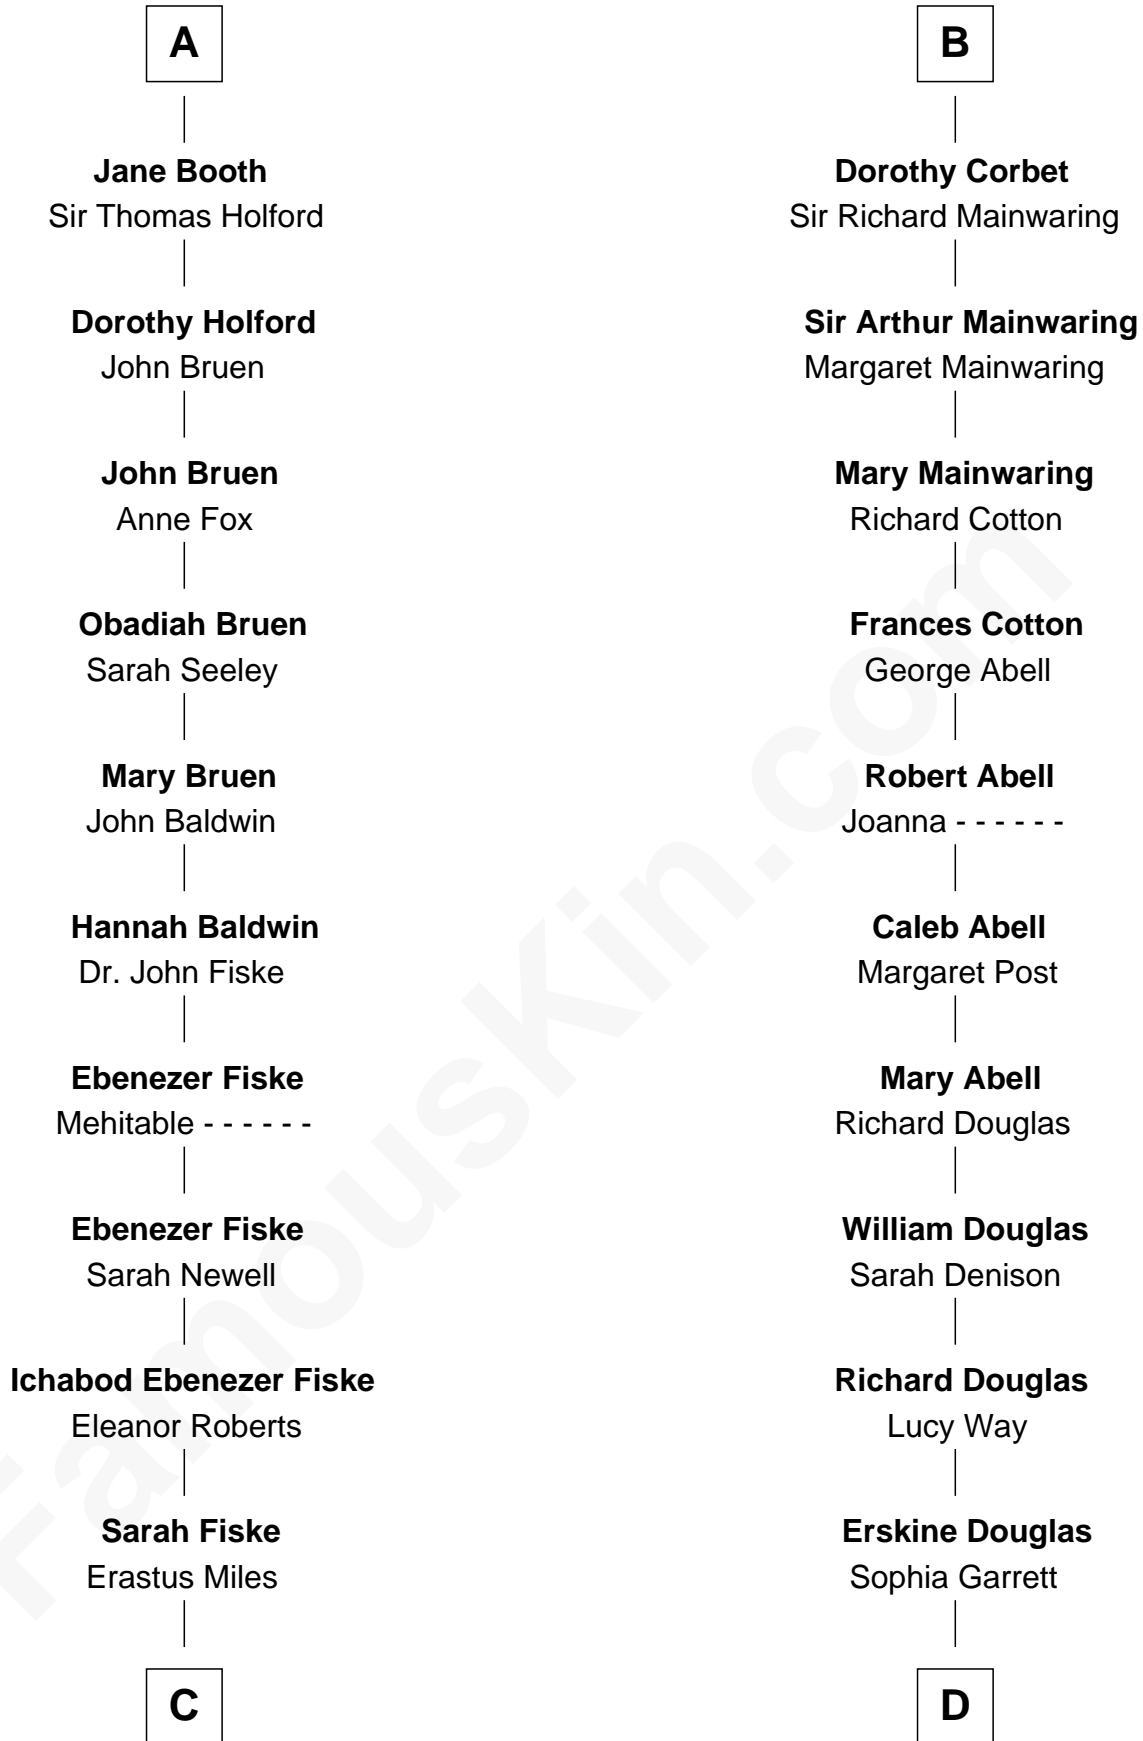 A
Jane Booth
Sir Thomas Holford
Dorothy Holford
John Bruen
John Bruen
Anne Fox
Obadiah Bruen
Sarah Seeley
Mary Bruen
John Baldwin
Hannah Baldwin
Dr. John Fiske
Ebenezer Fiske
Mehitable - - - - - -
Ebenezer Fiske
Sarah Newell
Ichabod Ebenezer Fiske
Eleanor Roberts
Sarah Fiske
Erastus Miles
C
B
Dorothy Corbet
Sir Richard Mainwaring
Sir Arthur Mainwaring
Margaret Mainwaring
Mary Mainwaring
Richard Cotton
Frances Cotton
George Abell
Robert Abell
Joanna - - - - - -
Caleb Abell
Margaret Post
Mary Abell
Richard Douglas
William Douglas
Sarah Denison
Richard Douglas
Lucy Way
Erskine Douglas
Sophia Garrett
D
FamousKin.com